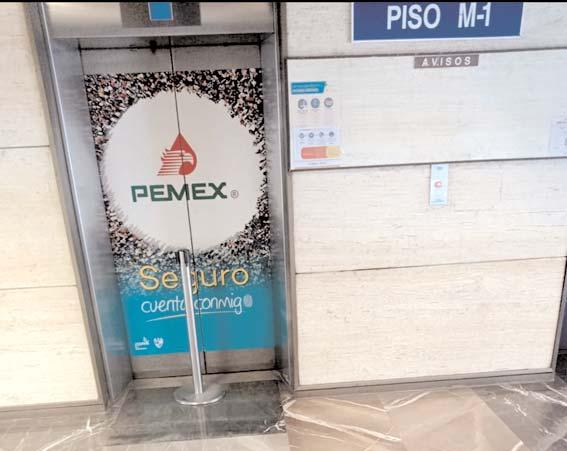 PISO M-1
AVISOS
PEMEX®
Seguro
cuenta conmigo